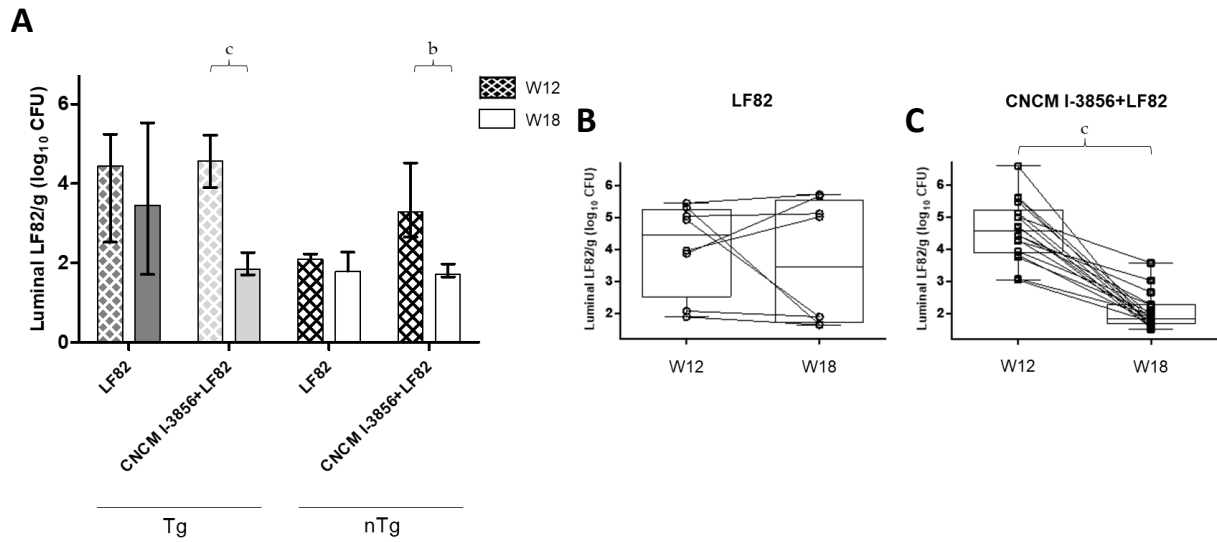 A
c
b
W12
W18
Luminal LF82/g (log10 CFU)
6
4
2
0
LF82
CNCM I-3856+LF82
LF82
CNCM I-3856+LF82
Tg
nTg
B
LF82
Luminal LF82/g (log10 CFU)
6
5
4
3
2
W12
W18
C
CNCM I-3856+LF82
c
Luminal LF82/g (log10 CFU)
6
5
4
3
2
W12
W18